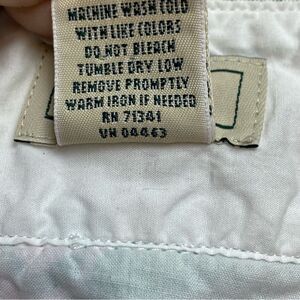 MACHINE WASH COLD
WITH LIKE COLORS
DO NOT BLEACH
TUMBLE DRY LOW
REMOVE PROMPTLY
WARM IRON IF NEEDED
RN 71341
VN 04463